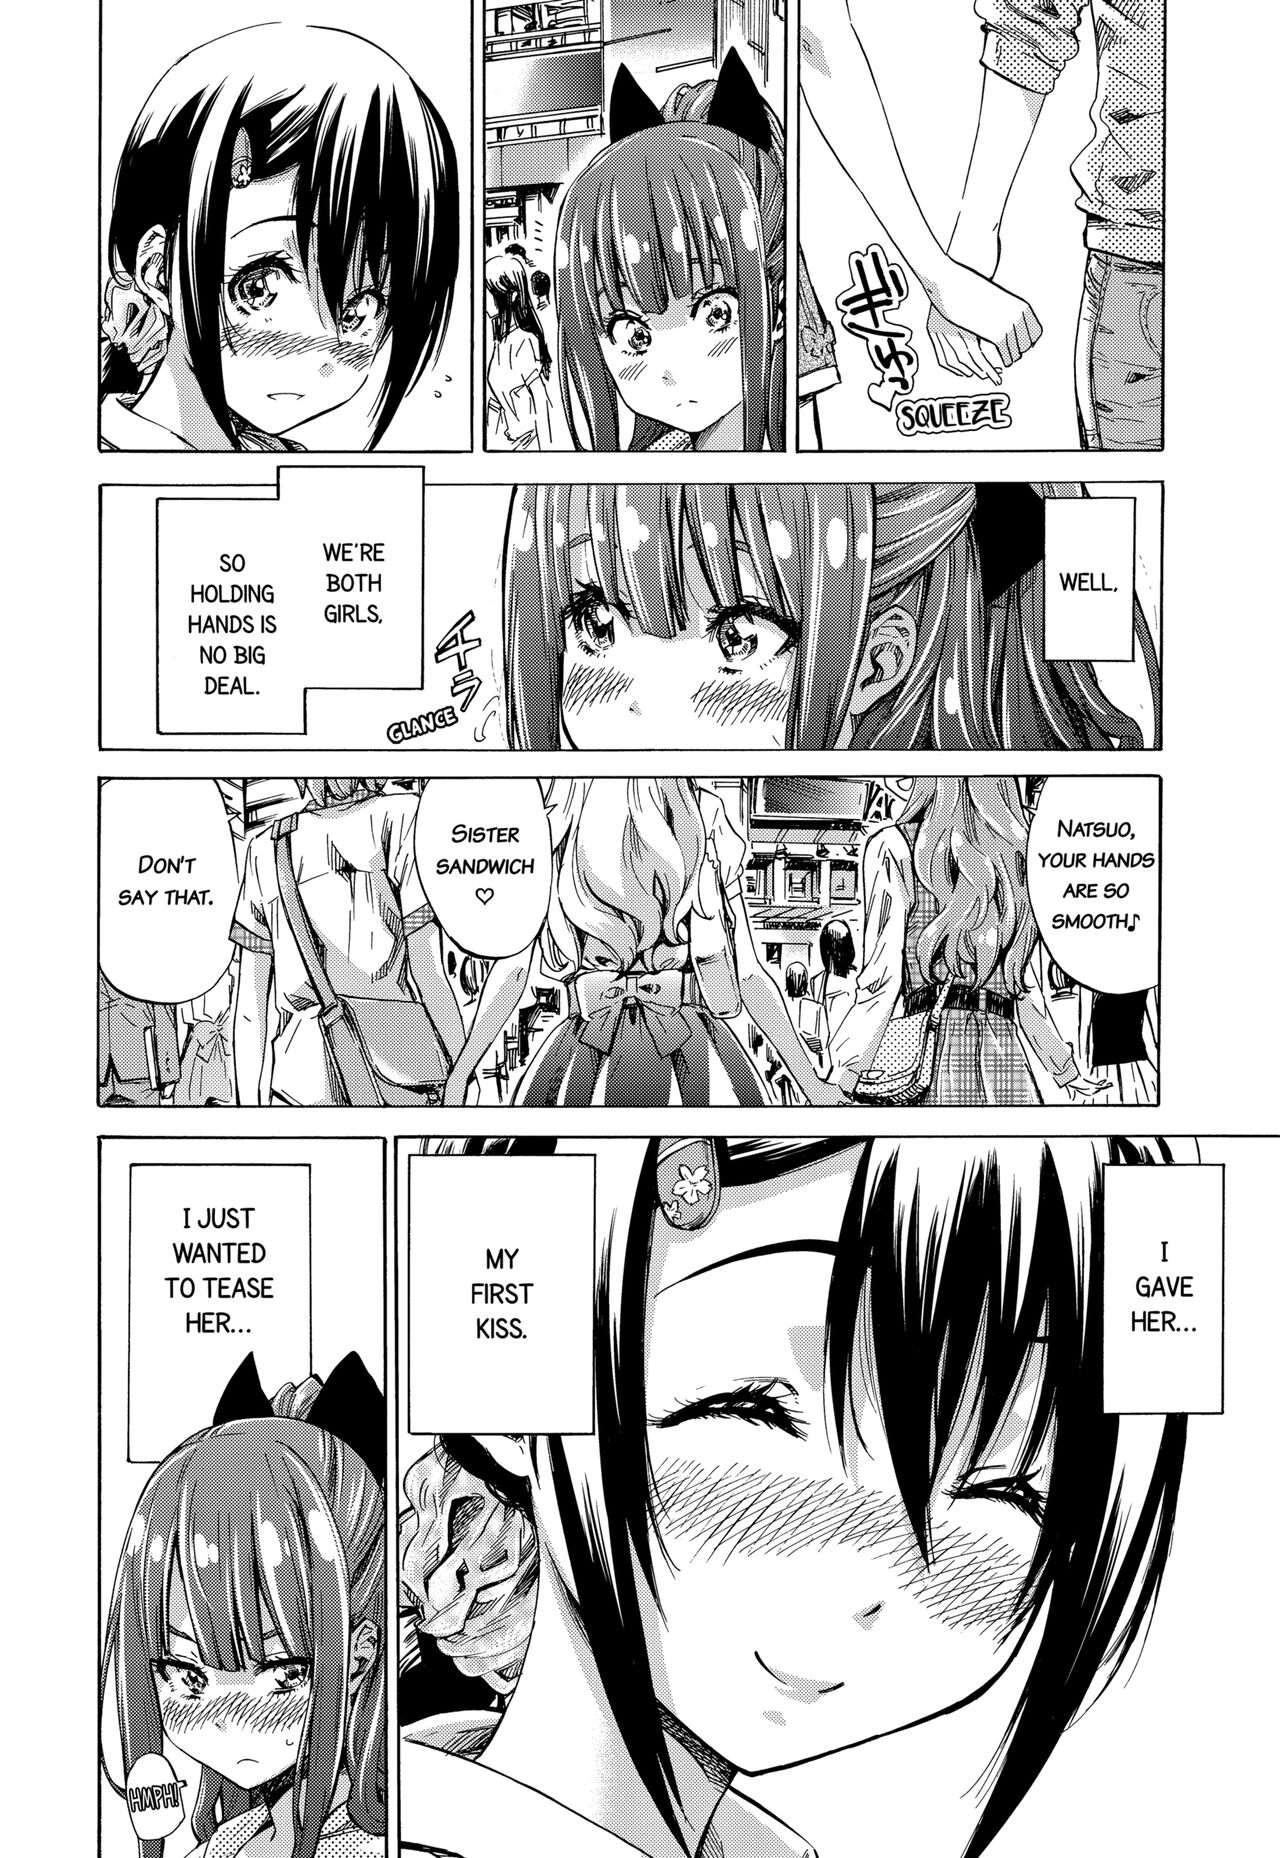 ギゅっ
SQUEEZE
WELL,
WE'RE
BOTH
GIRLS,
SO
HOLDING
HANDS IS
NO BIG
DEAL.
チラ
GLANCE
NATSUO,
YOUR HANDS
ARE SO
SMOOTH♪
SISTER
SANDWICH
♡
DON'T
SAY THAT.
I
GAVE
HER...
MY
FIRST
KISS.
I JUST
WANTED
TO TEASE
HER...
HMPH!